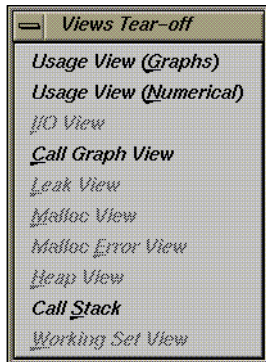 Views Tear-off
Usage View (Graphs)
Usage View (Numerical)
I/O View
Call Graph View
Leak View
Malloc View
Malloc Error View
Heap View
Call Stack
Working Set View